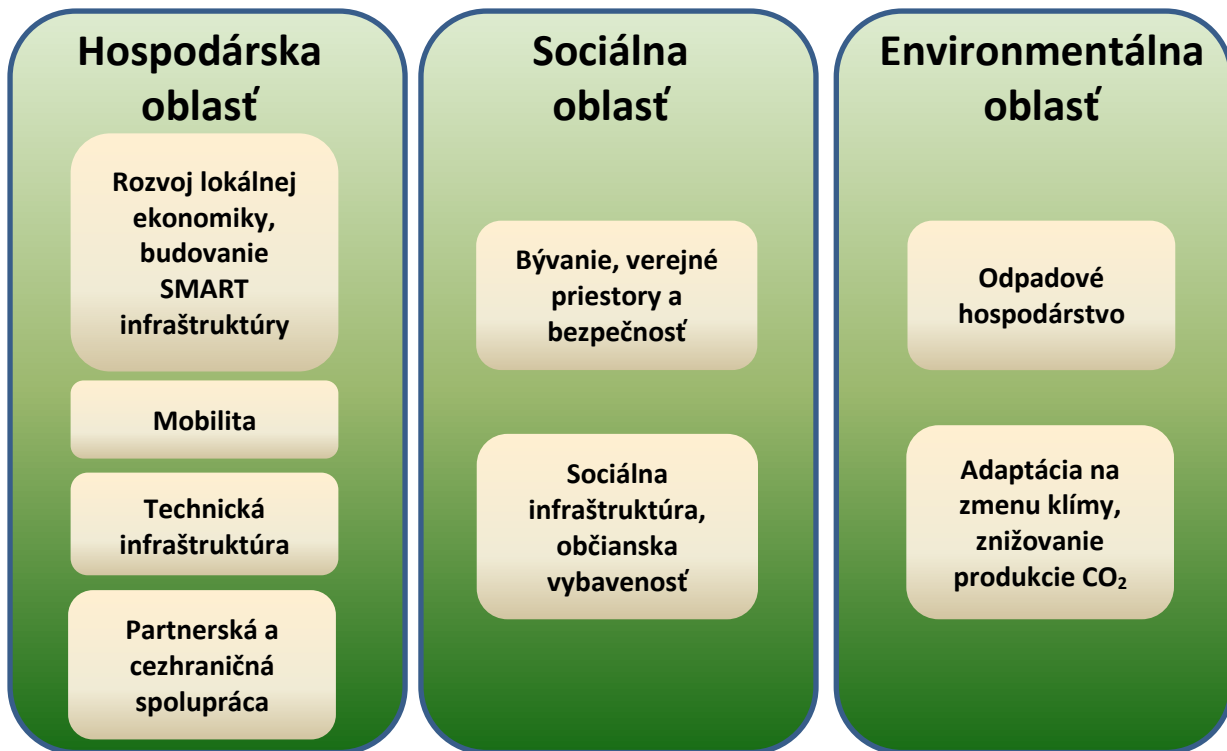 Hospodárska
oblasť
Rozvoj lokálnej
ekonomiky,
budovanie
SMART
infraštruktúry
Mobilita
Technická
infraštruktúra
Partnerská a
cezhraničná
spolupráca
Sociálna
oblasť
Bývanie, verejné
priestory a
bezpečnosť
Sociálna
infraštruktúra,
občianska
vybavenosť
Environmentálna
oblasť
Odpadové
hospodárstvo
Adaptácia na
zmenu klímy,
znižovanie
produkcie CO₂